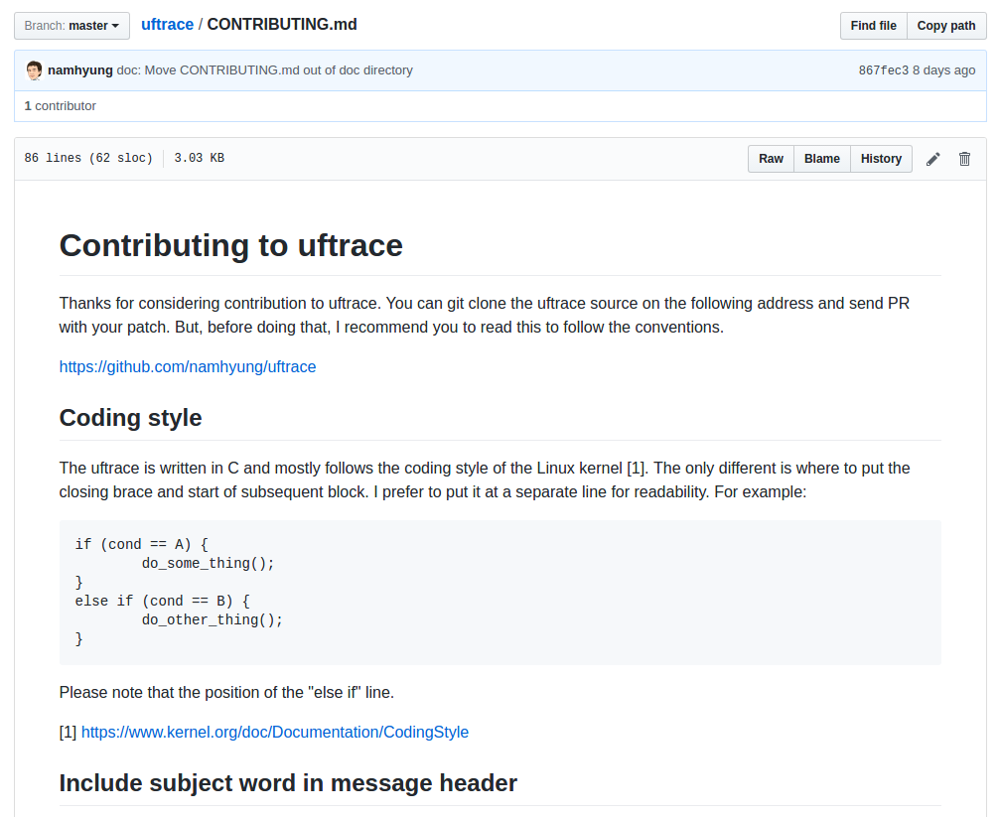 Branch: master
uftrace / CONTRIBUTING.md
Find file
Copy path
namhyung doc: Move CONTRIBUTING.md out of doc directory
867fec3 8 days ago
1 contributor
86 lines (62 sloc)
3.03 KB
Raw
Blame
History
Contributing to uftrace
Thanks for considering contribution to uftrace. You can git clone the uftrace source on the following address and send PR
with your patch. But, before doing that, I recommend you to read this to follow the conventions.
https://github.com/namhyung/uftrace
Coding style
The uftrace is written in C and mostly follows the coding style of the Linux kernel [1]. The only different is where to put the
closing brace and start of subsequent block. I prefer to put it at a separate line for readability. For example:
if (cond == A) {
        do_some_thing();
}
else if (cond == B) {
        do_other_thing();
}
Please note that the position of the "else if" line.
[1] https://www.kernel.org/doc/Documentation/CodingStyle
Include subject word in message header